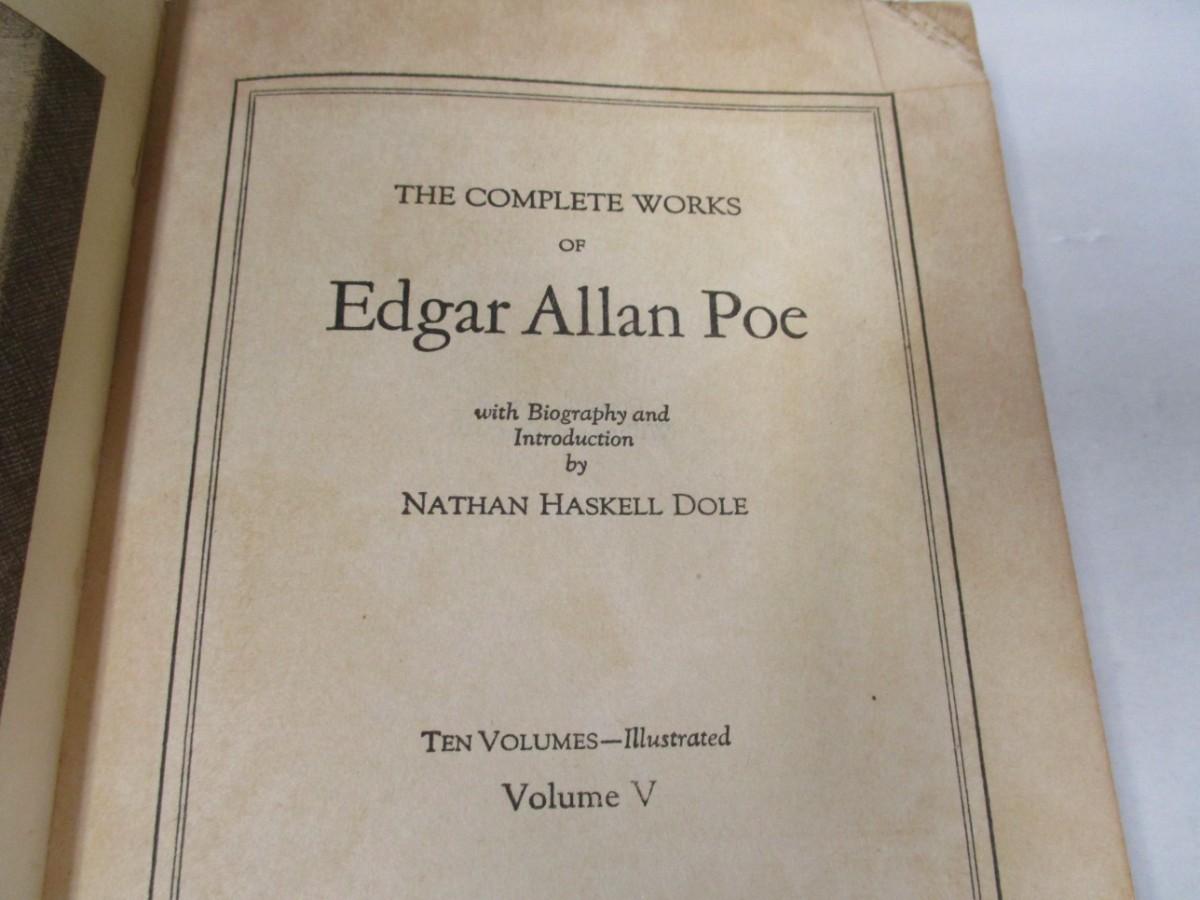 THE COMPLETE WORKS
OF
Edgar Allan Poe
with Biography and
Introduction
by
NATHAN HASKELL DOLE
TEN VOLUMES—Illustrated
Volume V